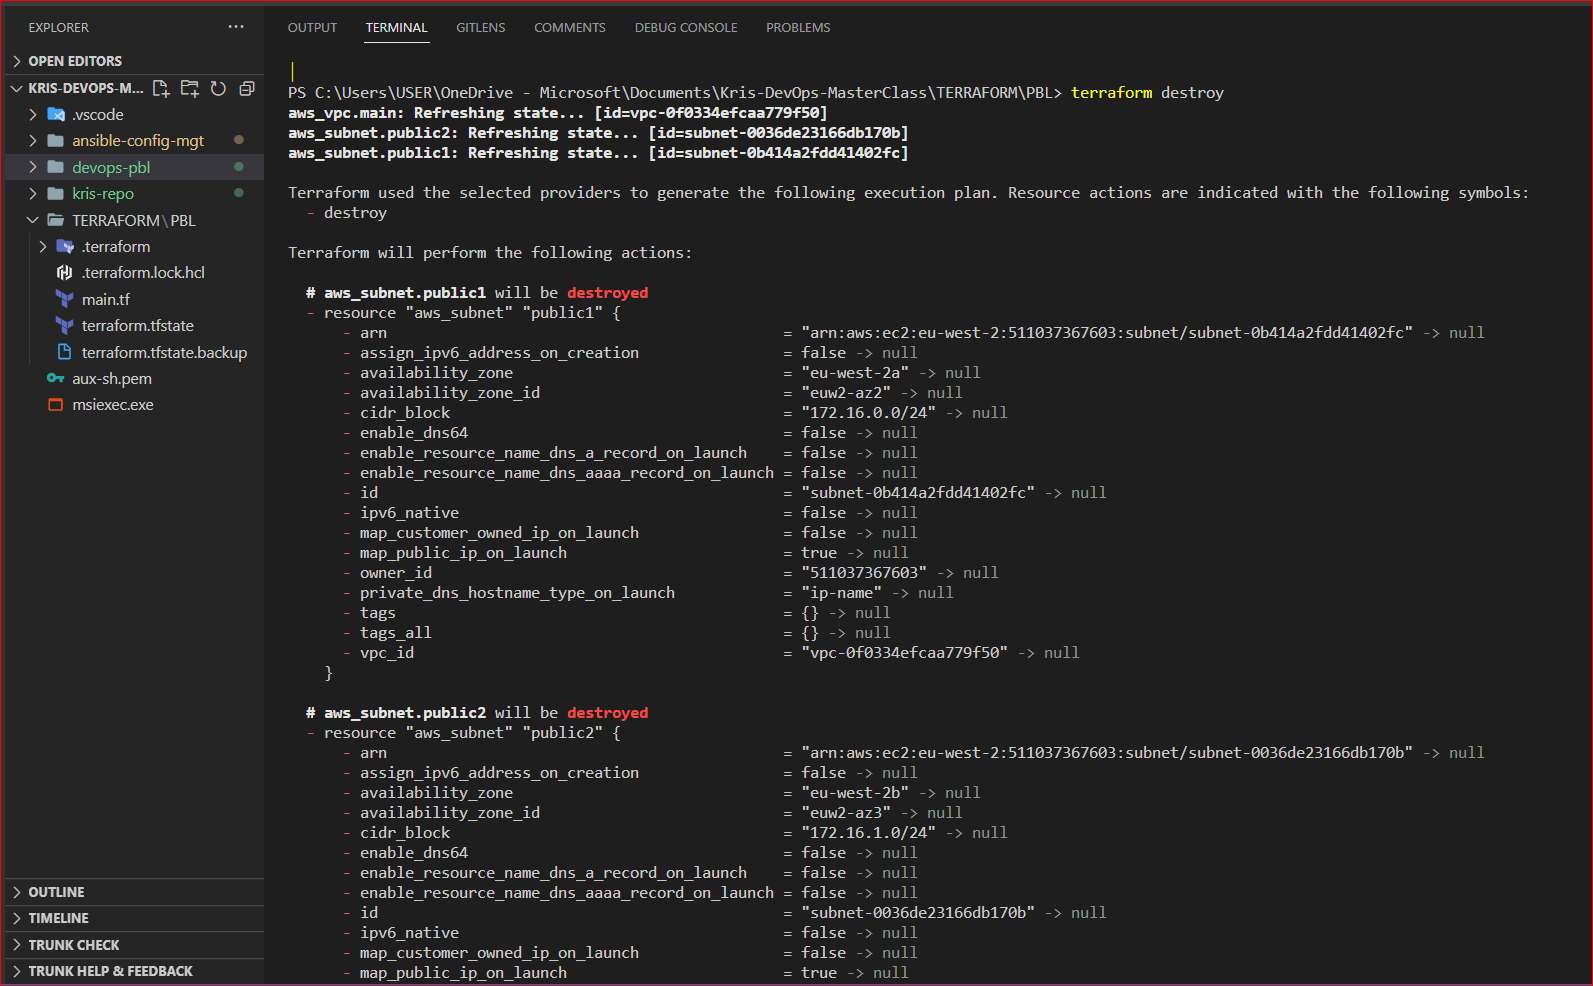 EXPLORER
OPEN EDITORS
KRIS-DEVOPS-M...
.vscode
ansible-config-mgt
devops-pbl
kris-repo
TERRAFORM\PBL
.terraform
.terraform.lock.hcl
main.tf
terraform.tfstate
terraform.tfstate.backup
aux-sh.pem
msiexec.exe
OUTLINE
TIMELINE
TRUNK CHECK
TRUNK HELP & FEEDBACK
OUTPUT TERMINAL GITLENS COMMENTS DEBUG CONSOLE PROBLEMS
PS C:\Users\USER\OneDrive - Microsoft\Documents\Kris-DevOps-MasterClass\TERRAFORM\PBL> terraform destroy
aws_vpc.main: Refreshing state... [id=vpc-0f0334efcaa779f50]
aws_subnet.public2: Refreshing state... [id=subnet-0036de23166db170b]
aws_subnet.public1: Refreshing state... [id=subnet-0b414a2fdd41402fc]
Terraform used the selected providers to generate the following execution plan. Resource actions are indicated with the following symbols:
- destroy
Terraform will perform the following actions:
# aws_subnet.public1 will be destroyed
- resource "aws_subnet" "public1" {
- arn = "arn:aws:ec2:eu-west-2:511037367603:subnet/subnet-0b414a2fdd41402fc" -> null
- assign_ipv6_address_on_creation = false -> null
- availability_zone = "eu-west-2a" -> null
- availability_zone_id = "euw2-az2" -> null
- cidr_block = "172.16.0.0/24" -> null
- enable_dns64 = false -> null
- enable_resource_name_dns_a_record_on_launch = false -> null
- enable_resource_name_dns_aaaa_record_on_launch = false -> null
- id = "subnet-0b414a2fdd41402fc" -> null
- ipv6_native = false -> null
- map_customer_owned_ip_on_launch = false -> null
- map_public_ip_on_launch = true -> null
- owner_id = "511037367603" -> null
- private_dns_hostname_type_on_launch = "ip-name" -> null
- tags = {} -> null
- tags_all = {} -> null
- vpc_id = "vpc-0f0334efcaa779f50" -> null
}
# aws_subnet.public2 will be destroyed
- resource "aws_subnet" "public2" {
- arn = "arn:aws:ec2:eu-west-2:511037367603:subnet/subnet-0036de23166db170b" -> null
- assign_ipv6_address_on_creation = false -> null
- availability_zone = "eu-west-2b" -> null
- availability_zone_id = "euw2-az3" -> null
- cidr_block = "172.16.1.0/24" -> null
- enable_dns64 = false -> null
- enable_resource_name_dns_a_record_on_launch = false -> null
- enable_resource_name_dns_aaaa_record_on_launch = false -> null
- id = "subnet-0036de23166db170b" -> null
- ipv6_native = false -> null
- map_customer_owned_ip_on_launch = false -> null
- map_public_ip_on_launch = true -> null